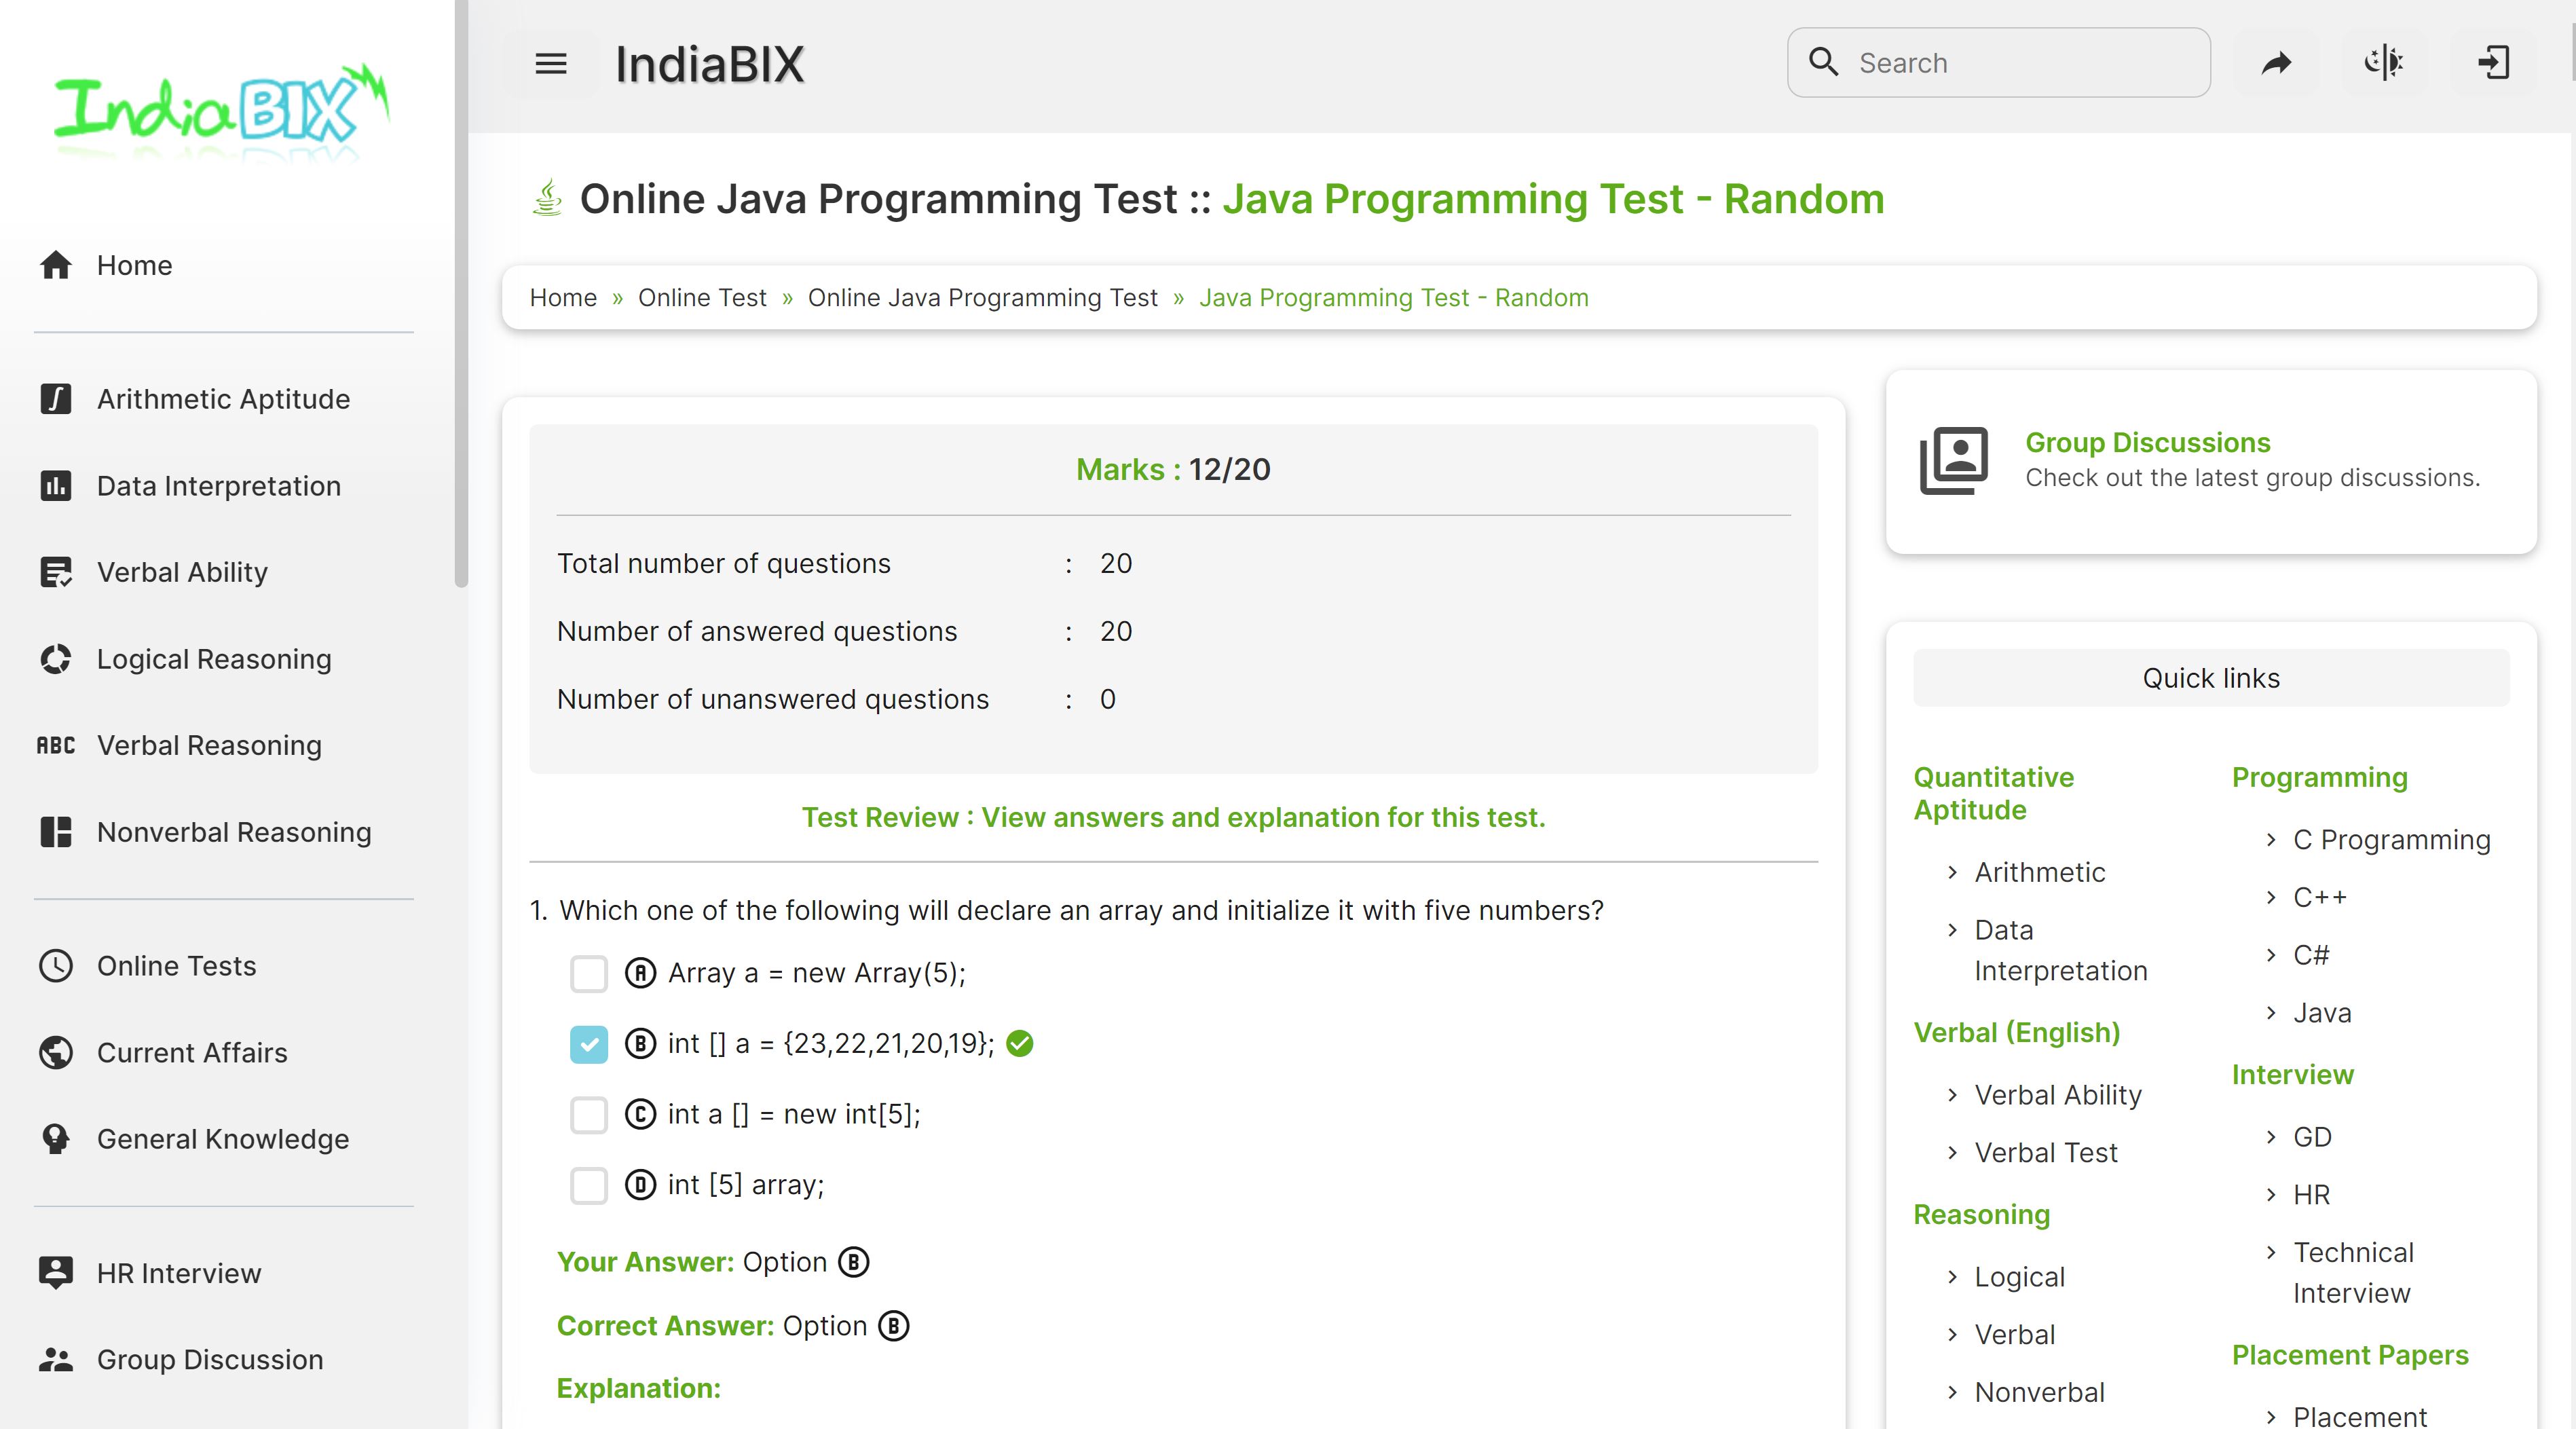 IndiaBIX
Home
Arithmetic Aptitude
Data Interpretation
Verbal Ability
Logical Reasoning
ABC Verbal Reasoning
Nonverbal Reasoning
Online Tests
Current Affairs
General Knowledge
HR Interview
Group Discussion
IndiaBIX
Search
Online Java Programming Test :: Java Programming Test - Random
Home » Online Test » Online Java Programming Test » Java Programming Test - Random
Marks : 12/20
Total number of questions : 20
Number of answered questions : 20
Number of unanswered questions : 0
Test Review : View answers and explanation for this test.
1. Which one of the following will declare an array and initialize it with five numbers?
A Array a = new Array(5);
B int [] a = {23,22,21,20,19};
C int a [] = new int[5];
D int [5] array;
Your Answer: Option B
Correct Answer: Option B
Explanation:
Group Discussions
Check out the latest group discussions.
Quick links
Quantitative
Aptitude
› Arithmetic
› Data
Interpretation
Verbal (English)
› Verbal Ability
› Verbal Test
Reasoning
› Logical
› Verbal
› Nonverbal
Programming
› C Programming
› C++
› C#
› Java
Interview
› GD
› HR
› Technical
Interview
Placement Papers
› Placement